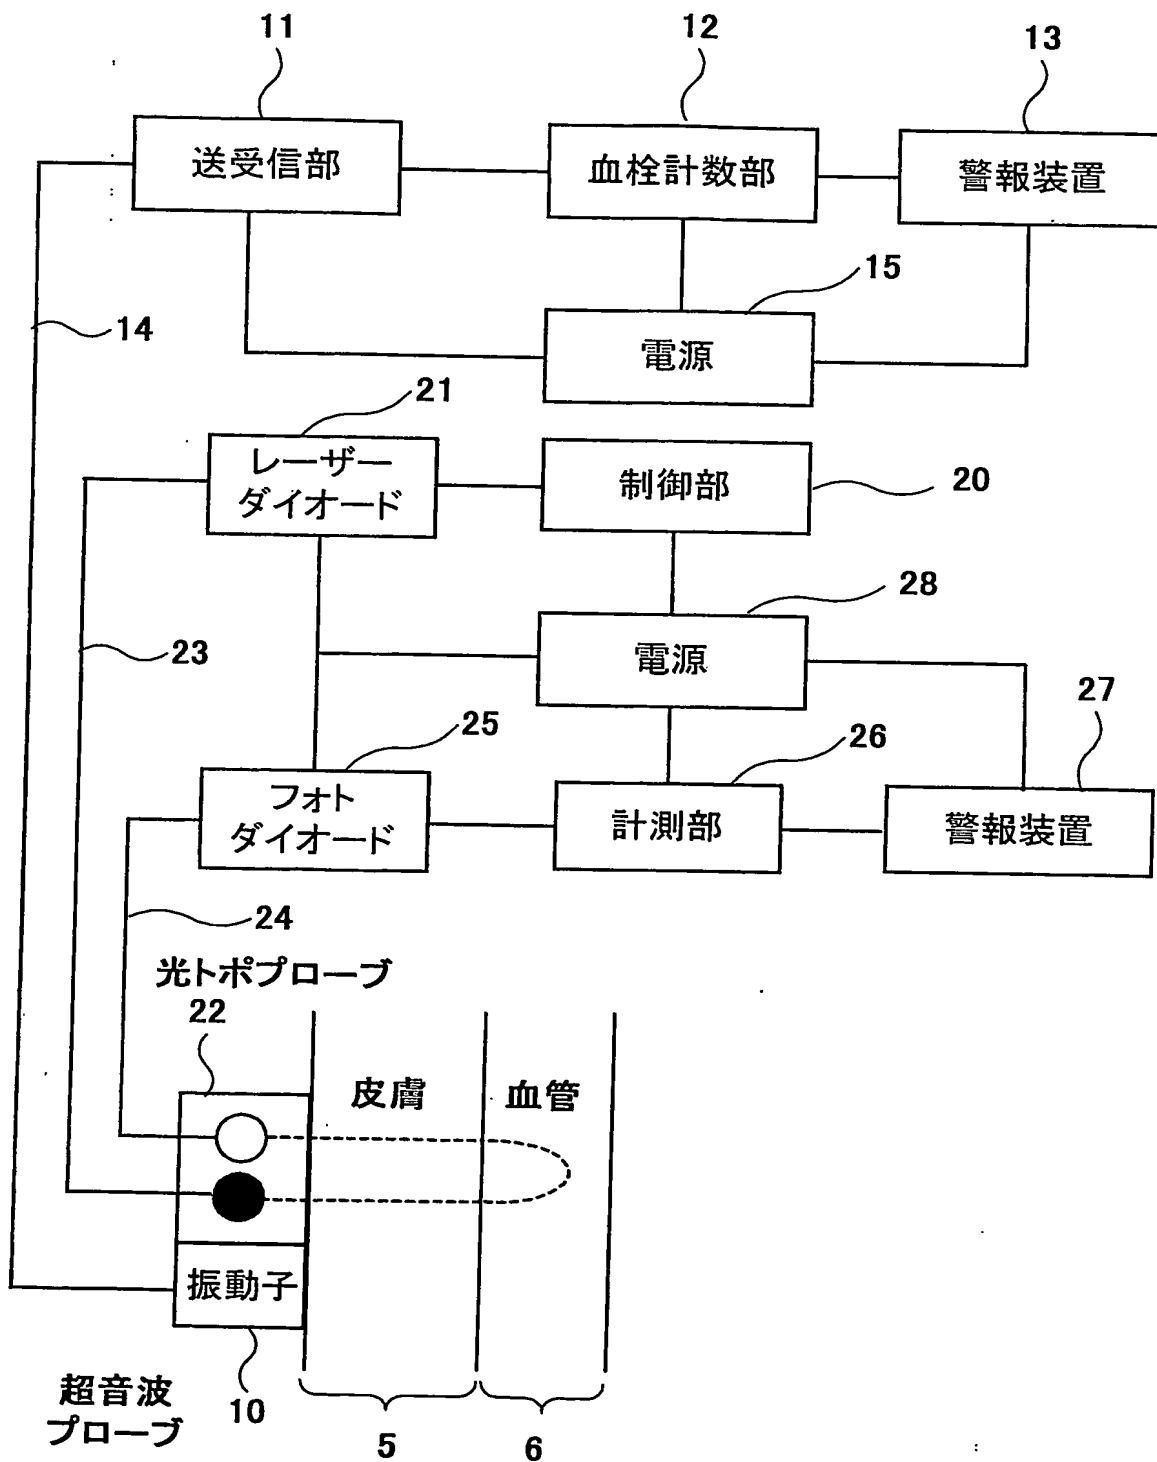 11
12
13
送受信部
血栓計数部
警報装置
15
電源
14
21
レーザー
ダイオード
制御部
20
28
電源
23
27
25
26
フォト
ダイオード
計測部
警報装置
24
光トポプローブ
22
皮膚
血管
振動子
超音波
プローブ
10
5
6